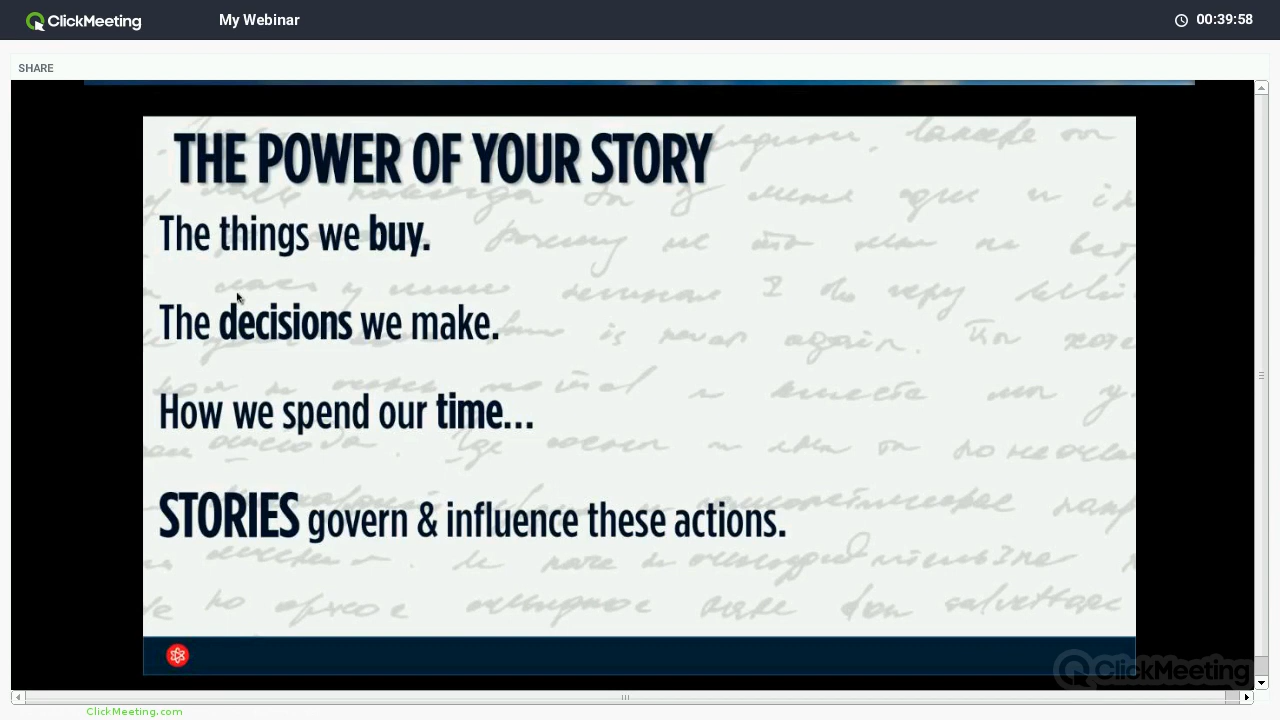 ClickMeeting
My Webinar
00:39:58
SHARE
THE POWER OF YOUR STORY
The things we buy.
The decisions we make.
How we spend our time...
STORIES govern & influence these actions.
ClickMeeting
ClickMeeting.com